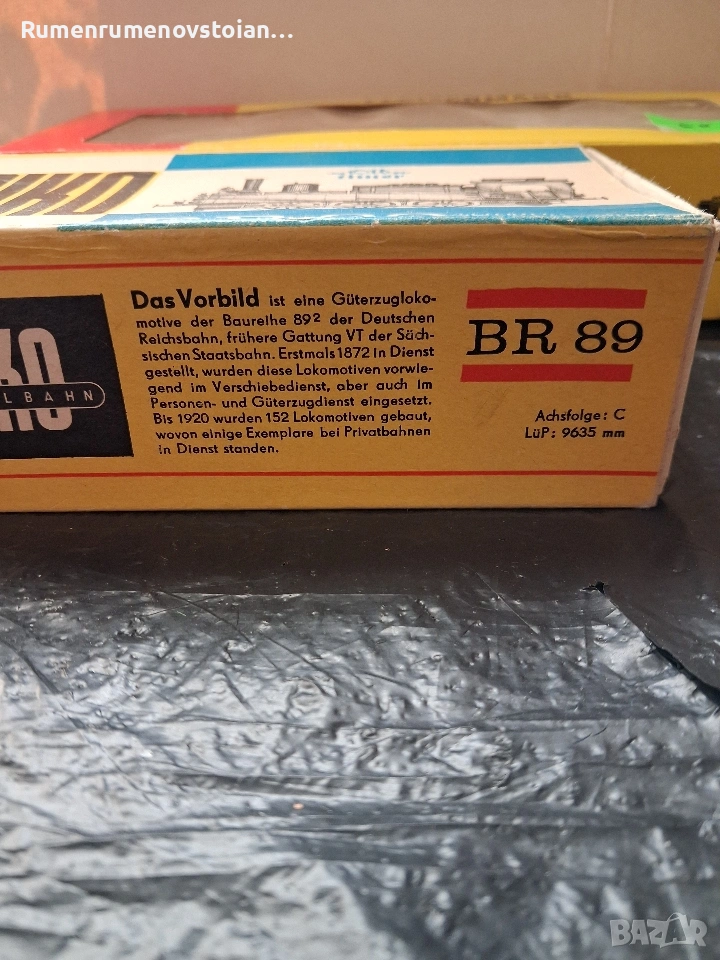 Rumenrumenovstoian...
Das Vorbild ist eine Güterzugloko-
motive der Baureihe 89² der Deutschen
Reichsbahn, frühere Gattung VT der Säch-
sischen Staatsbahn. Erstmals 1872 in Dienst
gestellt, wurden diese Lokomotiven vorwie-
gend im Verschiebedienst, aber auch im
Personen- und Güterzugdienst eingesetzt.
Bis 1920 wurden 152 Lokomotiven gebaut,
wovon einige Exemplare bei Privatbahnen
in Dienst standen.
BR 89
Achsfolge: C
LüP: 9635 mm
KO
LBAHN
BAZAR